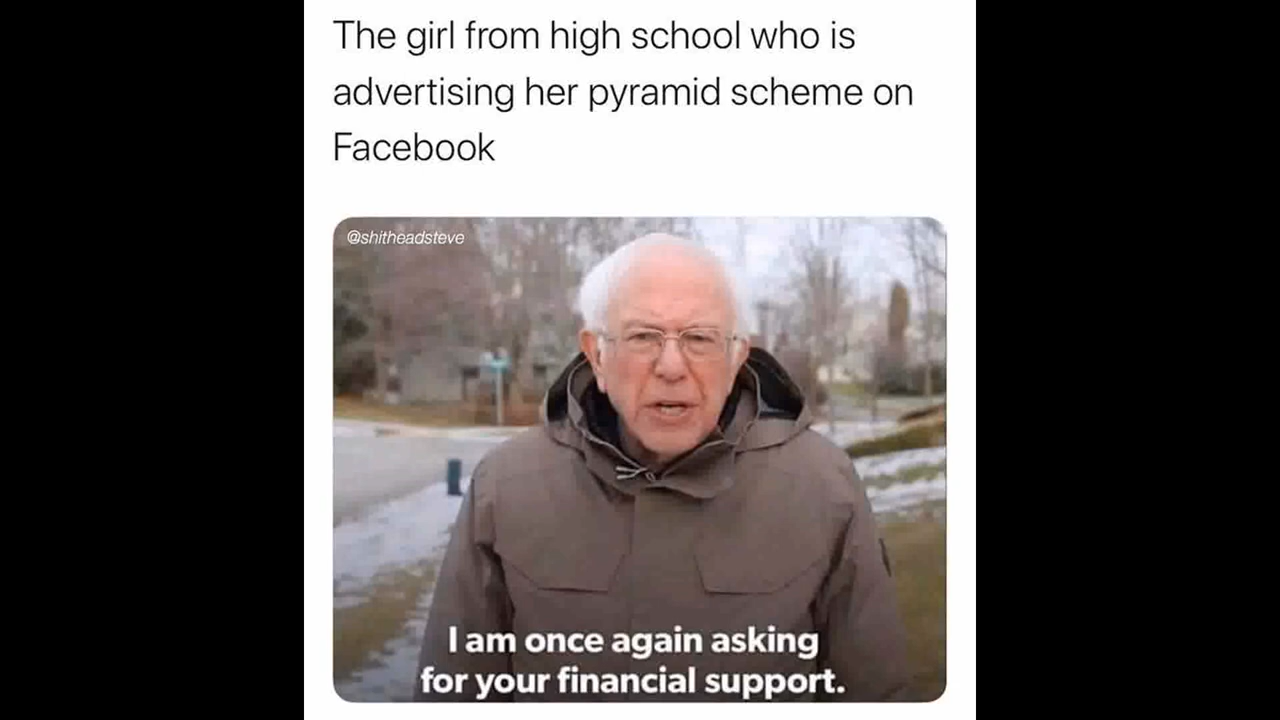 The girl from high school who is
advertising her pyramid scheme on
Facebook
@shitheadsteve
I am once again asking
for your financial support.